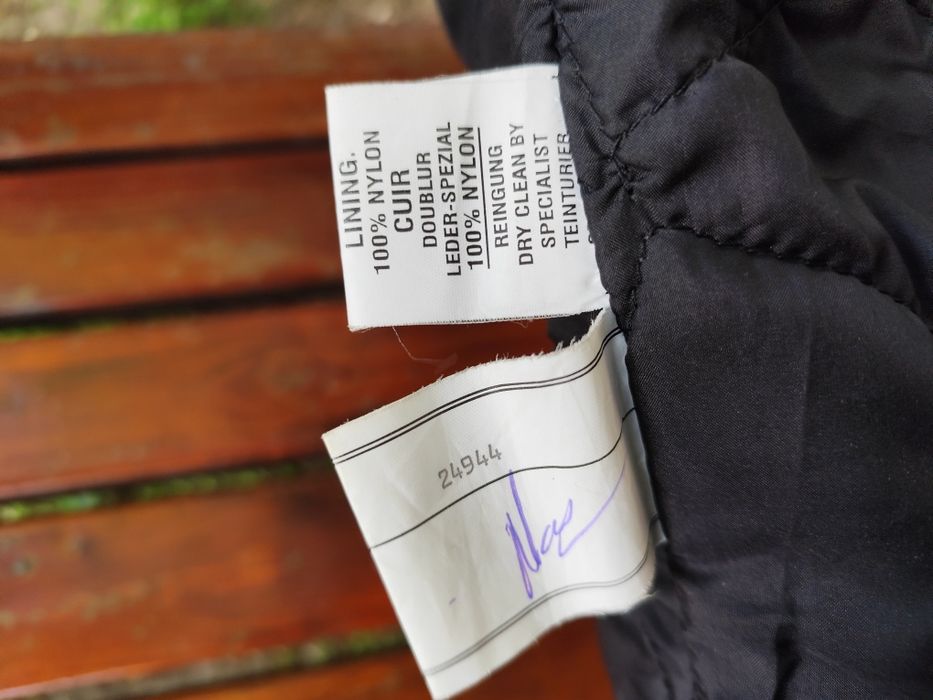 LINING.
100% NYLON
CUIR
DOUBLUR
LEDER-SPEZIAL
100% NYLON
REINGUNG
DRY CLEAN BY
SPECIALIST
TEINTURIER
24944